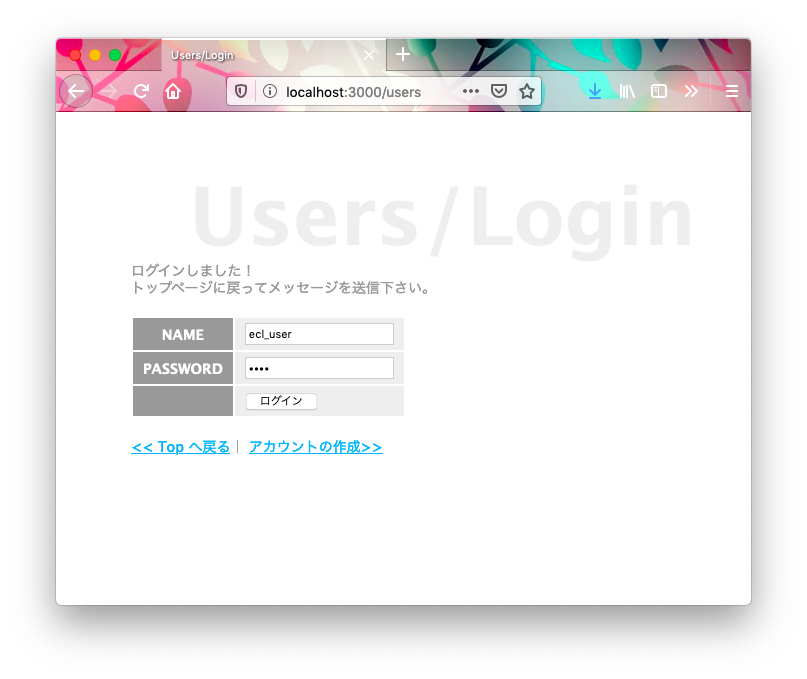 Users/Login
localhost:3000/users
Users/Login
ログインしました！
トップページに戻ってメッセージを送信下さい。
NAME ecl_user
PASSWORD ••••
ログイン
<< Top へ戻る | アカウントの作成>>